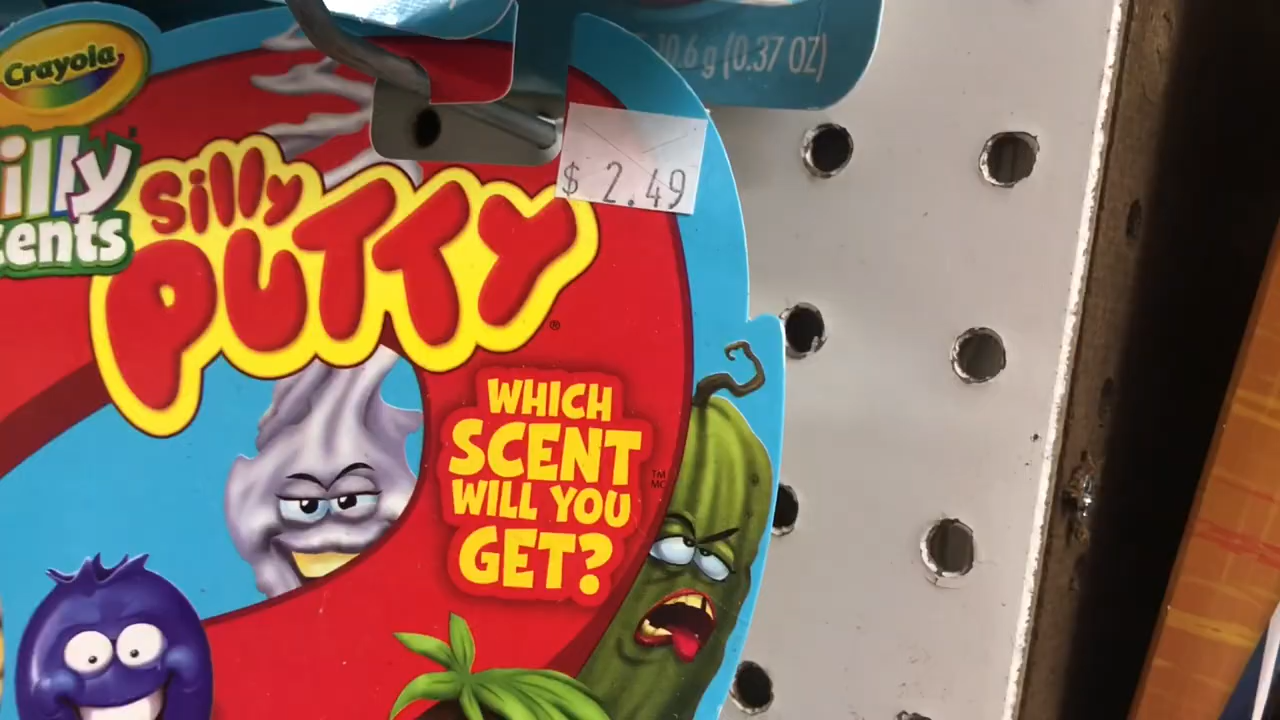 10.6 g (0.37 OZ)
Crayola
$ 2.49
illy
cents
Silly
PUTTY
®
WHICH
SCENT
WILL YOU
GET?
TM
MC